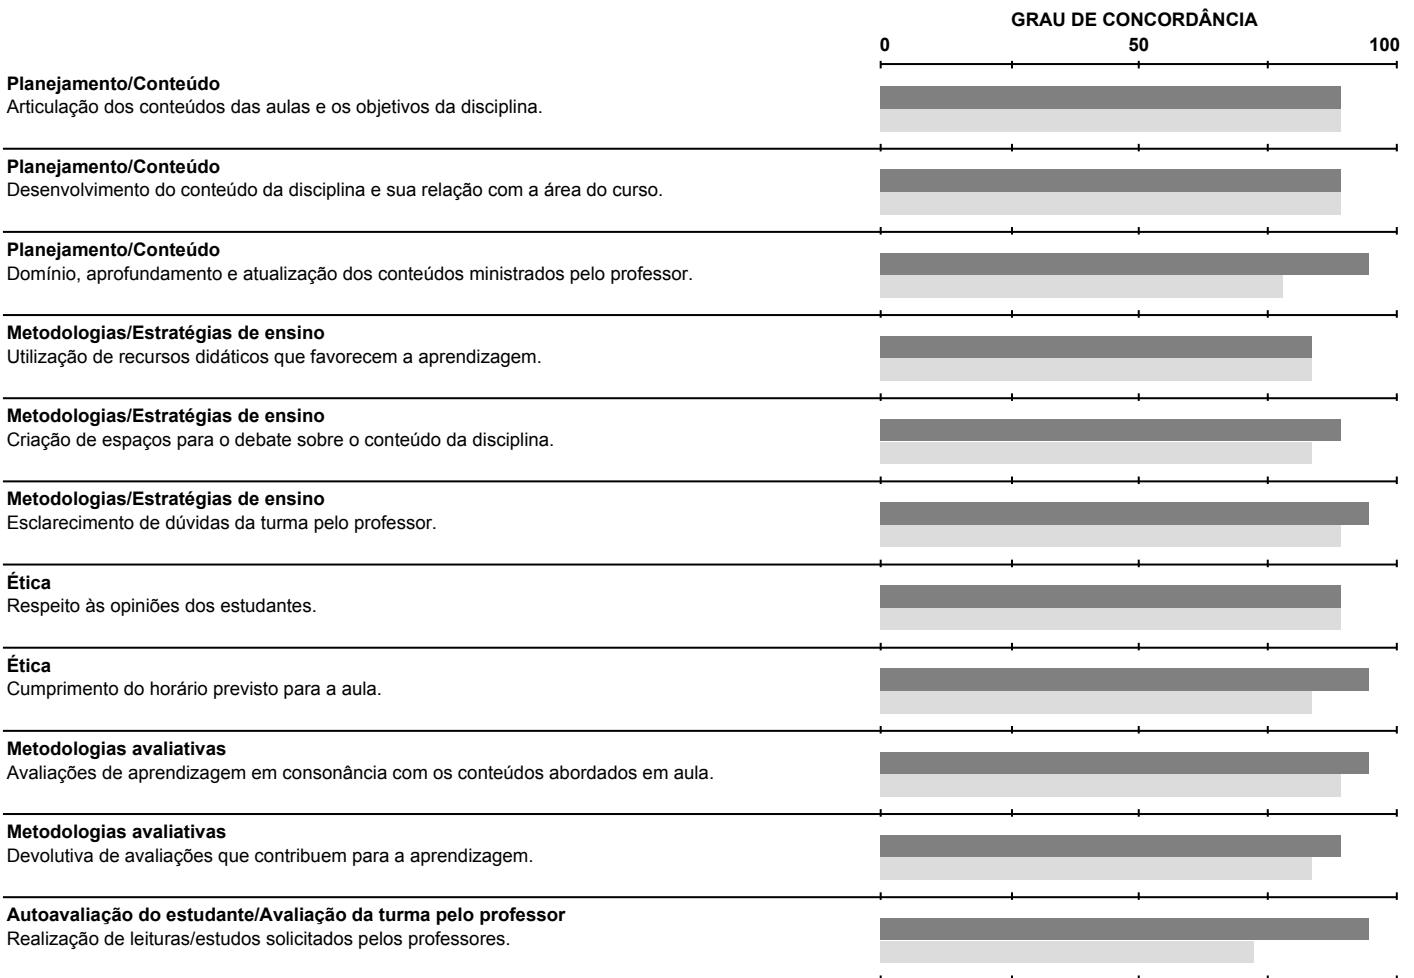 GRAU DE CONCORDÂNCIA
0 50 100
Planejamento/Conteúdo
Articulação dos conteúdos das aulas e os objetivos da disciplina.
Planejamento/Conteúdo
Desenvolvimento do conteúdo da disciplina e sua relação com a área do curso.
Planejamento/Conteúdo
Domínio, aprofundamento e atualização dos conteúdos ministrados pelo professor.
Metodologias/Estratégias de ensino
Utilização de recursos didáticos que favorecem a aprendizagem.
Metodologias/Estratégias de ensino
Criação de espaços para o debate sobre o conteúdo da disciplina.
Metodologias/Estratégias de ensino
Esclarecimento de dúvidas da turma pelo professor.
Ética
Respeito às opiniões dos estudantes.
Ética
Cumprimento do horário previsto para a aula.
Metodologias avaliativas
Avaliações de aprendizagem em consonância com os conteúdos abordados em aula.
Metodologias avaliativas
Devolutiva de avaliações que contribuem para a aprendizagem.
Autoavaliação do estudante/Avaliação da turma pelo professor
Realização de leituras/estudos solicitados pelos professores.